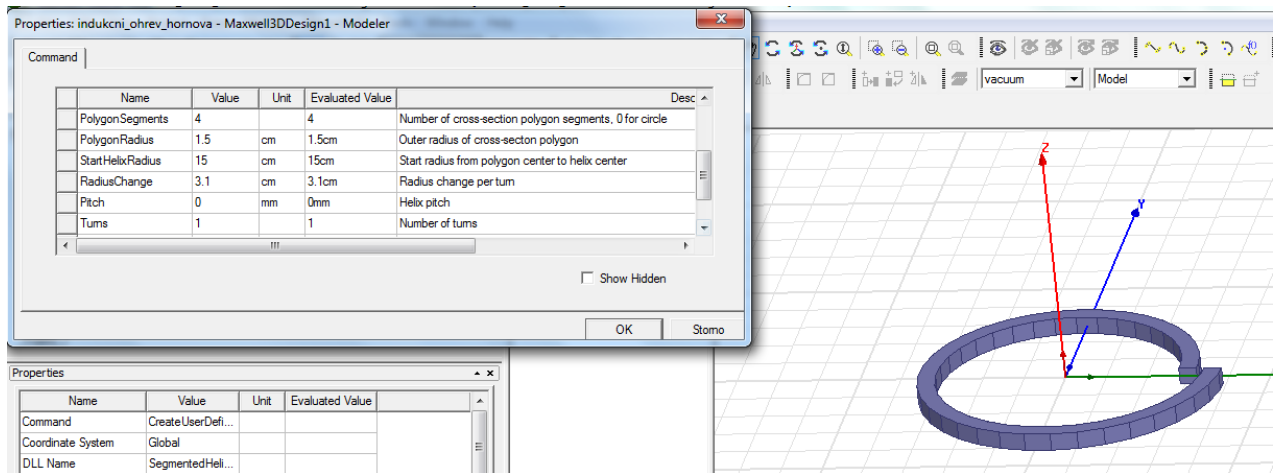 Properties: indukcni_ohrev_hornova - Maxwell3DDesign1 - Modeler
Command
Name Value Unit Evaluated Value Desc
PolygonSegments 4 4 Number of cross-section polygon segments, 0 for circle
PolygonRadius 1.5 cm 1.5cm Outer radius of cross-secton polygon
StartHelixRadius 15 cm 15cm Start radius from polygon center to helix center
RadiusChange 3.1 cm 3.1cm Radius change per turn
Pitch 0 mm 0mm Helix pitch
Turns 1 1 Number of turns
Show Hidden
OK Storno
vacuum Model
Z
Y
Properties
Name Value Unit Evaluated Value
Command CreateUserDefi...
Coordinate System Global
DLL Name SegmentedHeli...